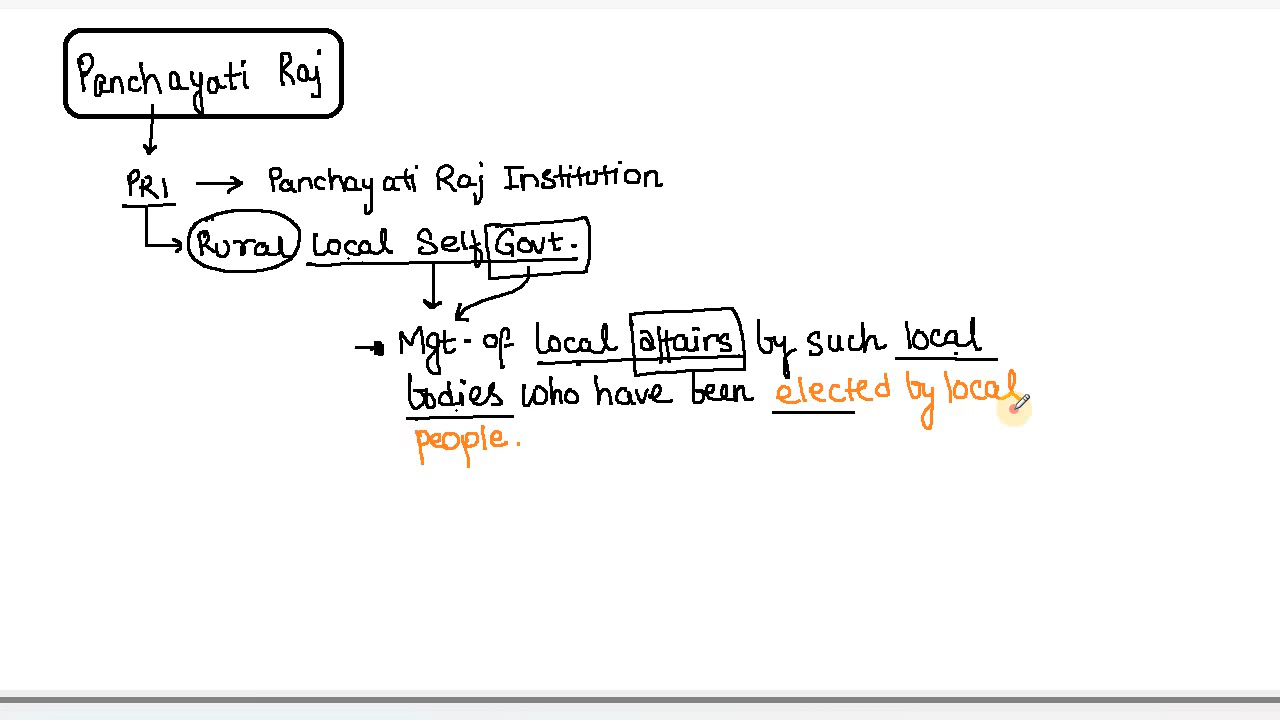 Panchayati Raj
PRI → Panchayati Raj Institution
Rural Local Self Govt.
→ Mgt. of local affairs by such local
bodies who have been elected by local
people.